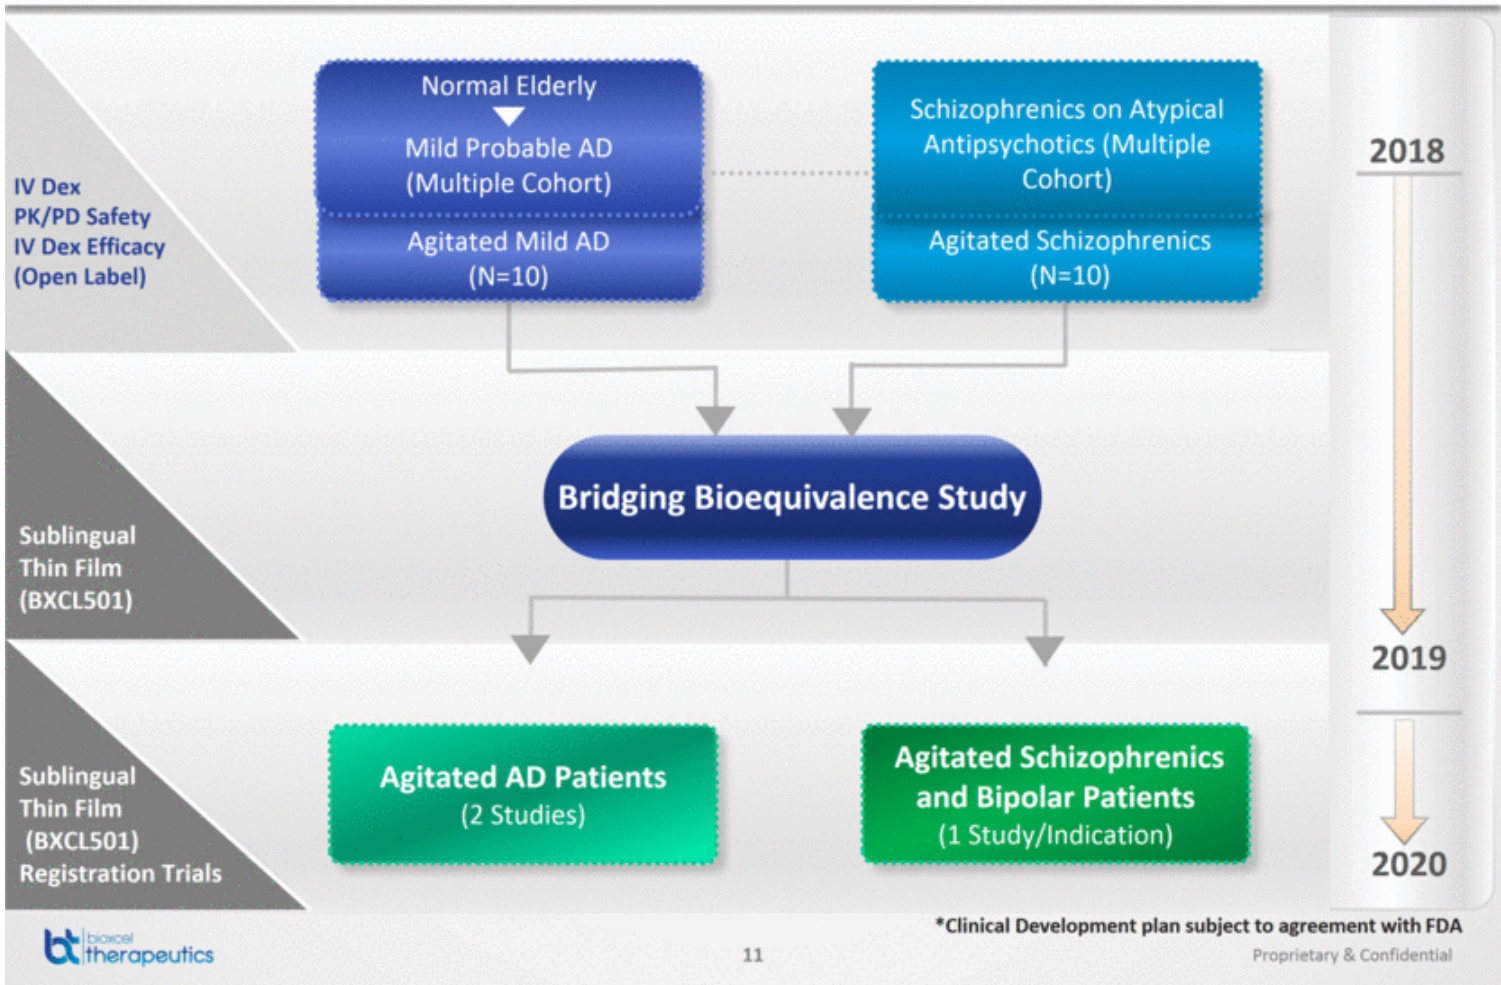 IV Dex
PK/PD Safety
IV Dex Efficacy
(Open Label)
Normal Elderly
Mild Probable AD
(Multiple Cohort)
Agitated Mild AD
(N=10)
Schizophrenics on Atypical
Antipsychotics (Multiple
Cohort)
Agitated Schizophrenics
(N=10)
2018
Sublingual
Thin Film
(BXCL501)
Bridging Bioequivalence Study
2019
Sublingual
Thin Film
(BXCL501)
Registration Trials
Agitated AD Patients
(2 Studies)
Agitated Schizophrenics
and Bipolar Patients
(1 Study/Indication)
2020
*Clinical Development plan subject to agreement with FDA
bt bioxcel
therapeutics
11
Proprietary & Confidential